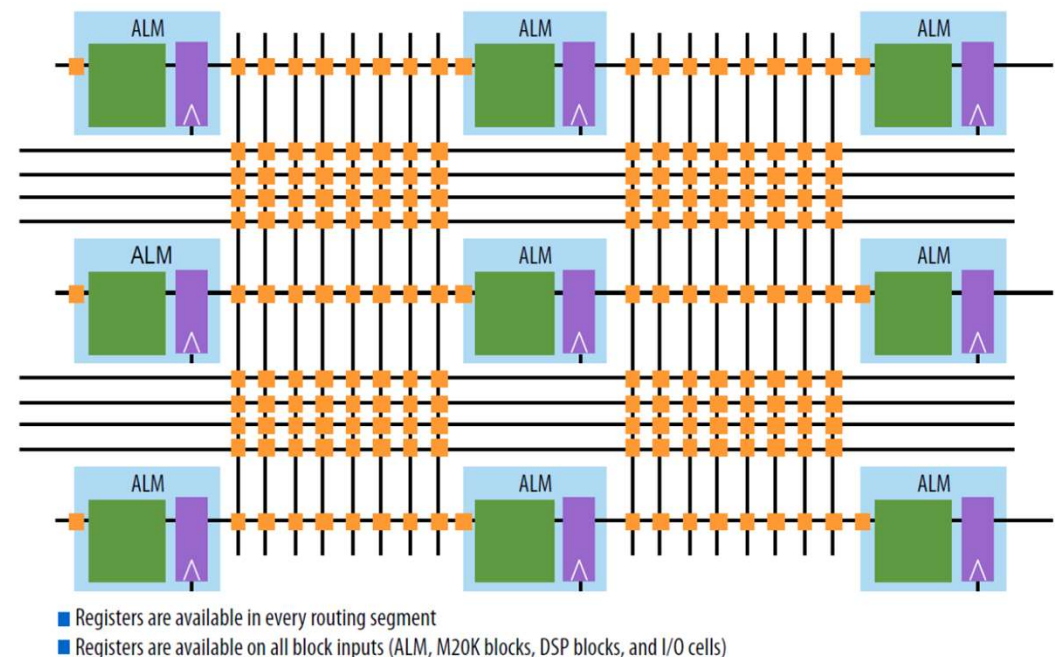 ALM ALM ALM
ALM ALM ALM
ALM ALM ALM
Registers are available in every routing segment
Registers are available on all block inputs (ALM, M20K blocks, DSP blocks, and I/O cells)